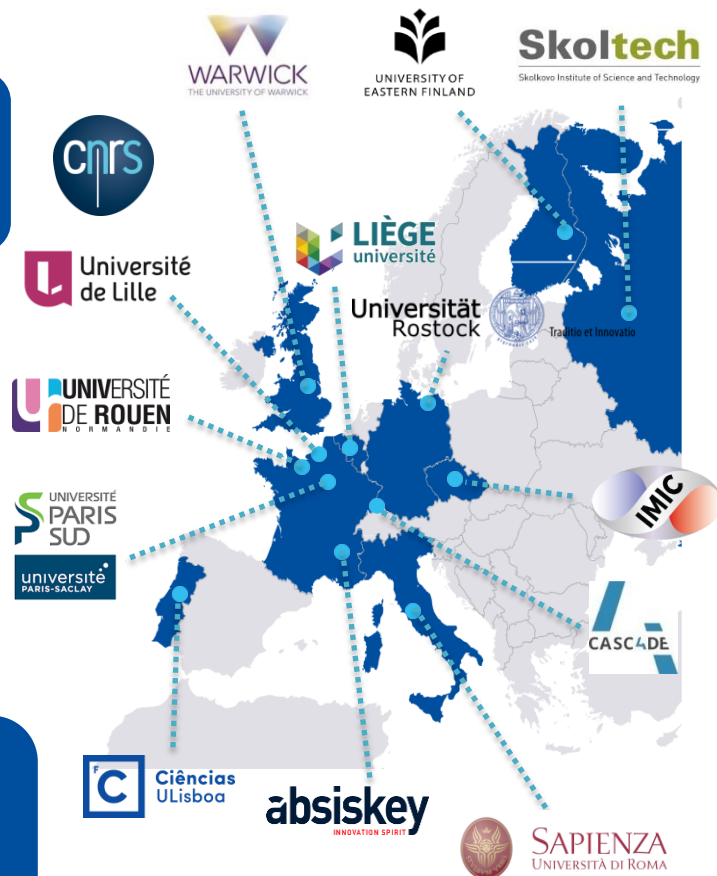 WARWICK
THE UNIVERSITY OF WARWICK
UNIVERSITY OF
EASTERN FINLAND
Skoltech
Skolkovo Institute of Science and Technology
cnrs
LIÈGE
université
Université
de Lille
Universität
Rostock
Traditio et Innovatio
UNIVERSITÉ
DE ROUEN
NORMANDIE
UNIVERSITÉ
PARIS
SUD
université
PARIS-SACLAY
IMIC
CASC4DE
F
C
Ciências
ULisboa
absiskey
INNOVATION SPIRIT
SAPIENZA
UNIVERSITÀ DI ROMA